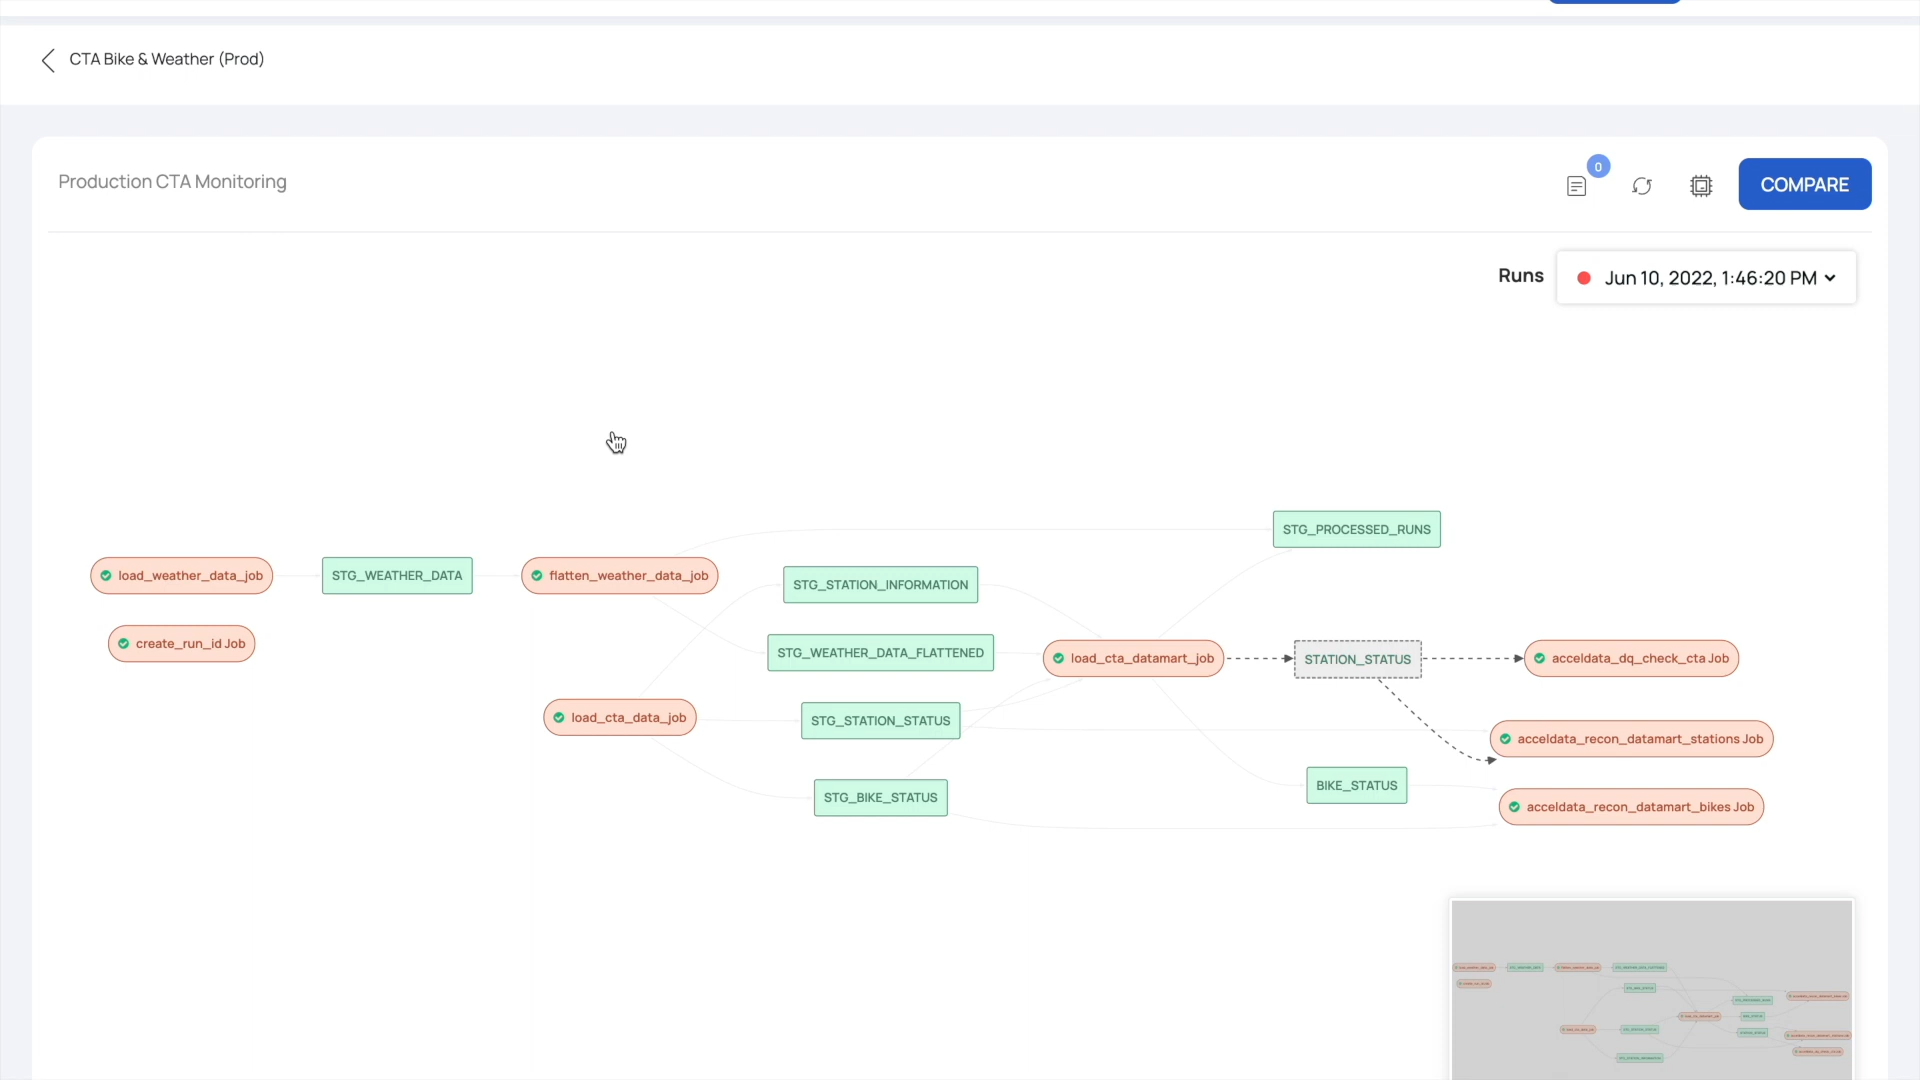 CTA Bike & Weather (Prod)
Production CTA Monitoring
0
COMPARE
Runs
Jun 10, 2022, 1:46:20 PM
STG_PROCESSED_RUNS
load_weather_data_job
STG_WEATHER_DATA
flatten_weather_data_job
STG_STATION_INFORMATION
create_run_id Job
STG_WEATHER_DATA_FLATTENED
load_cta_datamart_job
STATION_STATUS
acceldata_dq_check_cta Job
load_cta_data_job
STG_STATION_STATUS
acceldata_recon_datamart_stations Job
STG_BIKE_STATUS
BIKE_STATUS
acceldata_recon_datamart_bikes Job